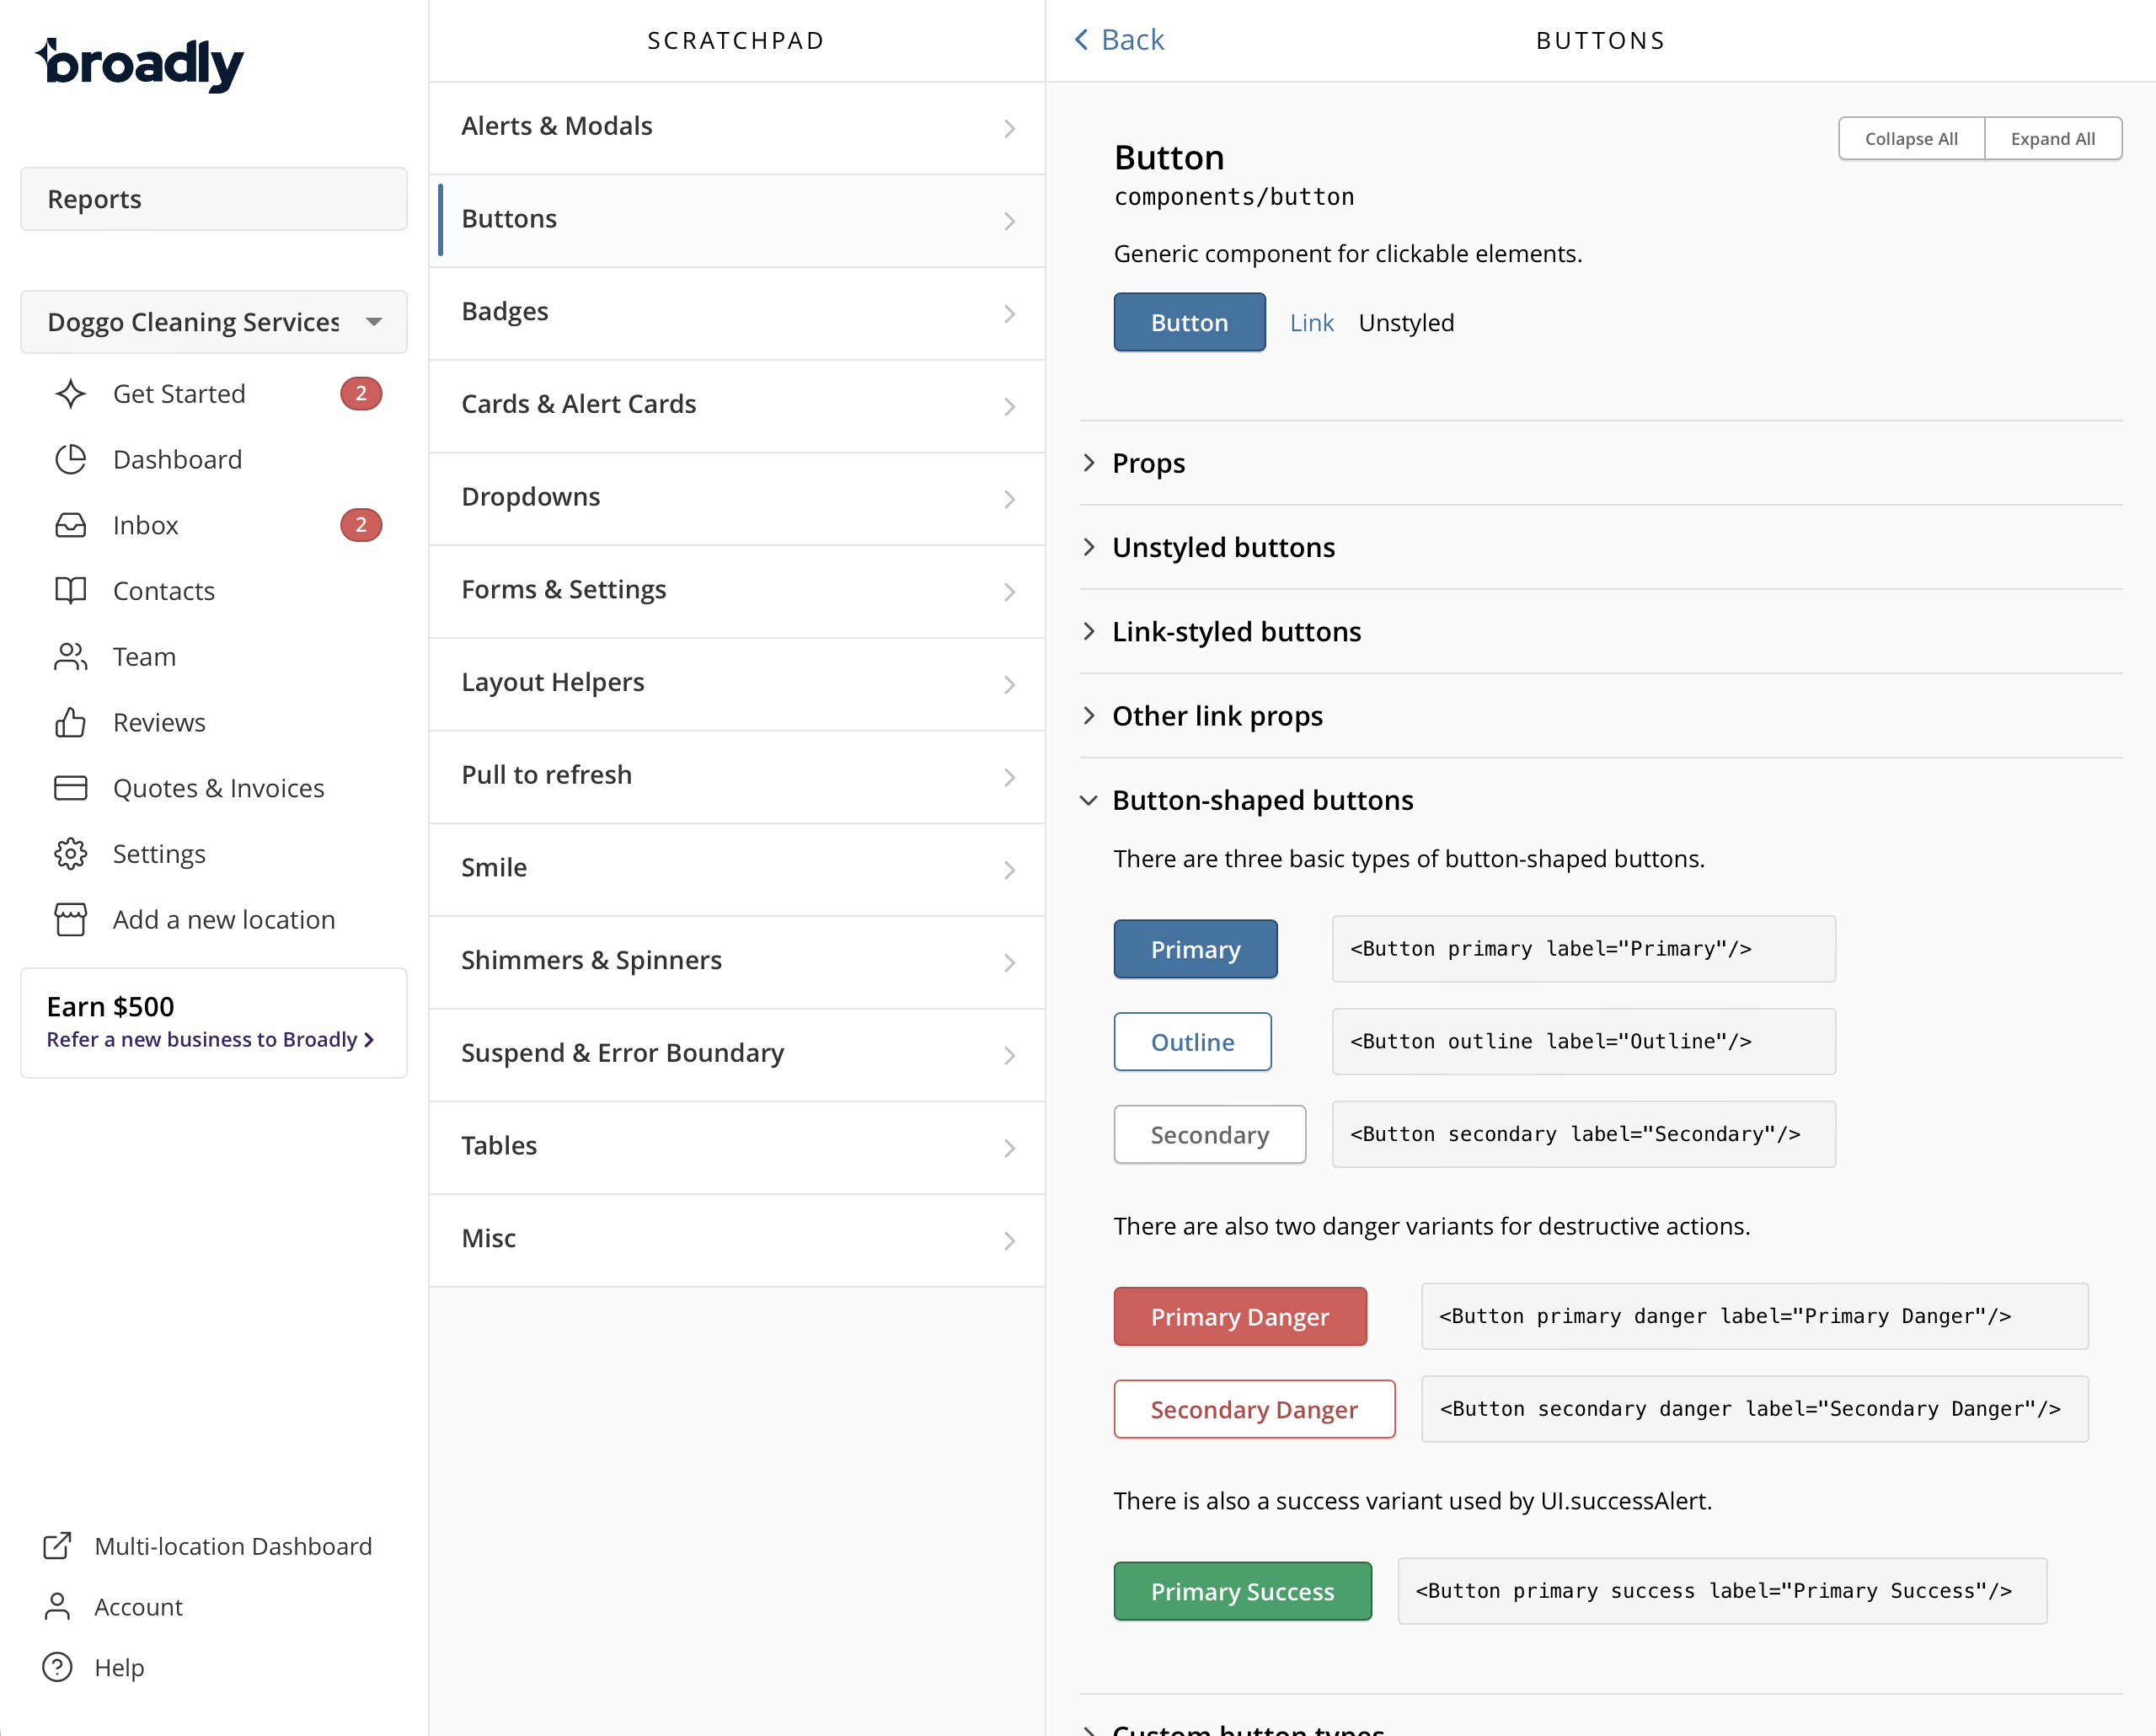 broadly
Reports
Doggo Cleaning Services
Get Started 2
Dashboard
Inbox 2
Contacts
Team
Reviews
Quotes & Invoices
Settings
Add a new location
Earn $500
Refer a new business to Broadly
Multi-location Dashboard
Account
Help
SCRATCHPAD
Alerts & Modals
Buttons
Badges
Cards & Alert Cards
Dropdowns
Forms & Settings
Layout Helpers
Pull to refresh
Smile
Shimmers & Spinners
Suspend & Error Boundary
Tables
Misc
Back
BUTTONS
Collapse All Expand All
Button
components/button
Generic component for clickable elements.
Button Link Unstyled
Props
Unstyled buttons
Link-styled buttons
Other link props
Button-shaped buttons
There are three basic types of button-shaped buttons.
Primary <Button primary label="Primary"/>
Outline <Button outline label="Outline"/>
Secondary <Button secondary label="Secondary"/>
There are also two danger variants for destructive actions.
Primary Danger <Button primary danger label="Primary Danger"/>
Secondary Danger <Button secondary danger label="Secondary Danger"/>
There is also a success variant used by UI.successAlert.
Primary Success <Button primary success label="Primary Success"/>
Custom button types